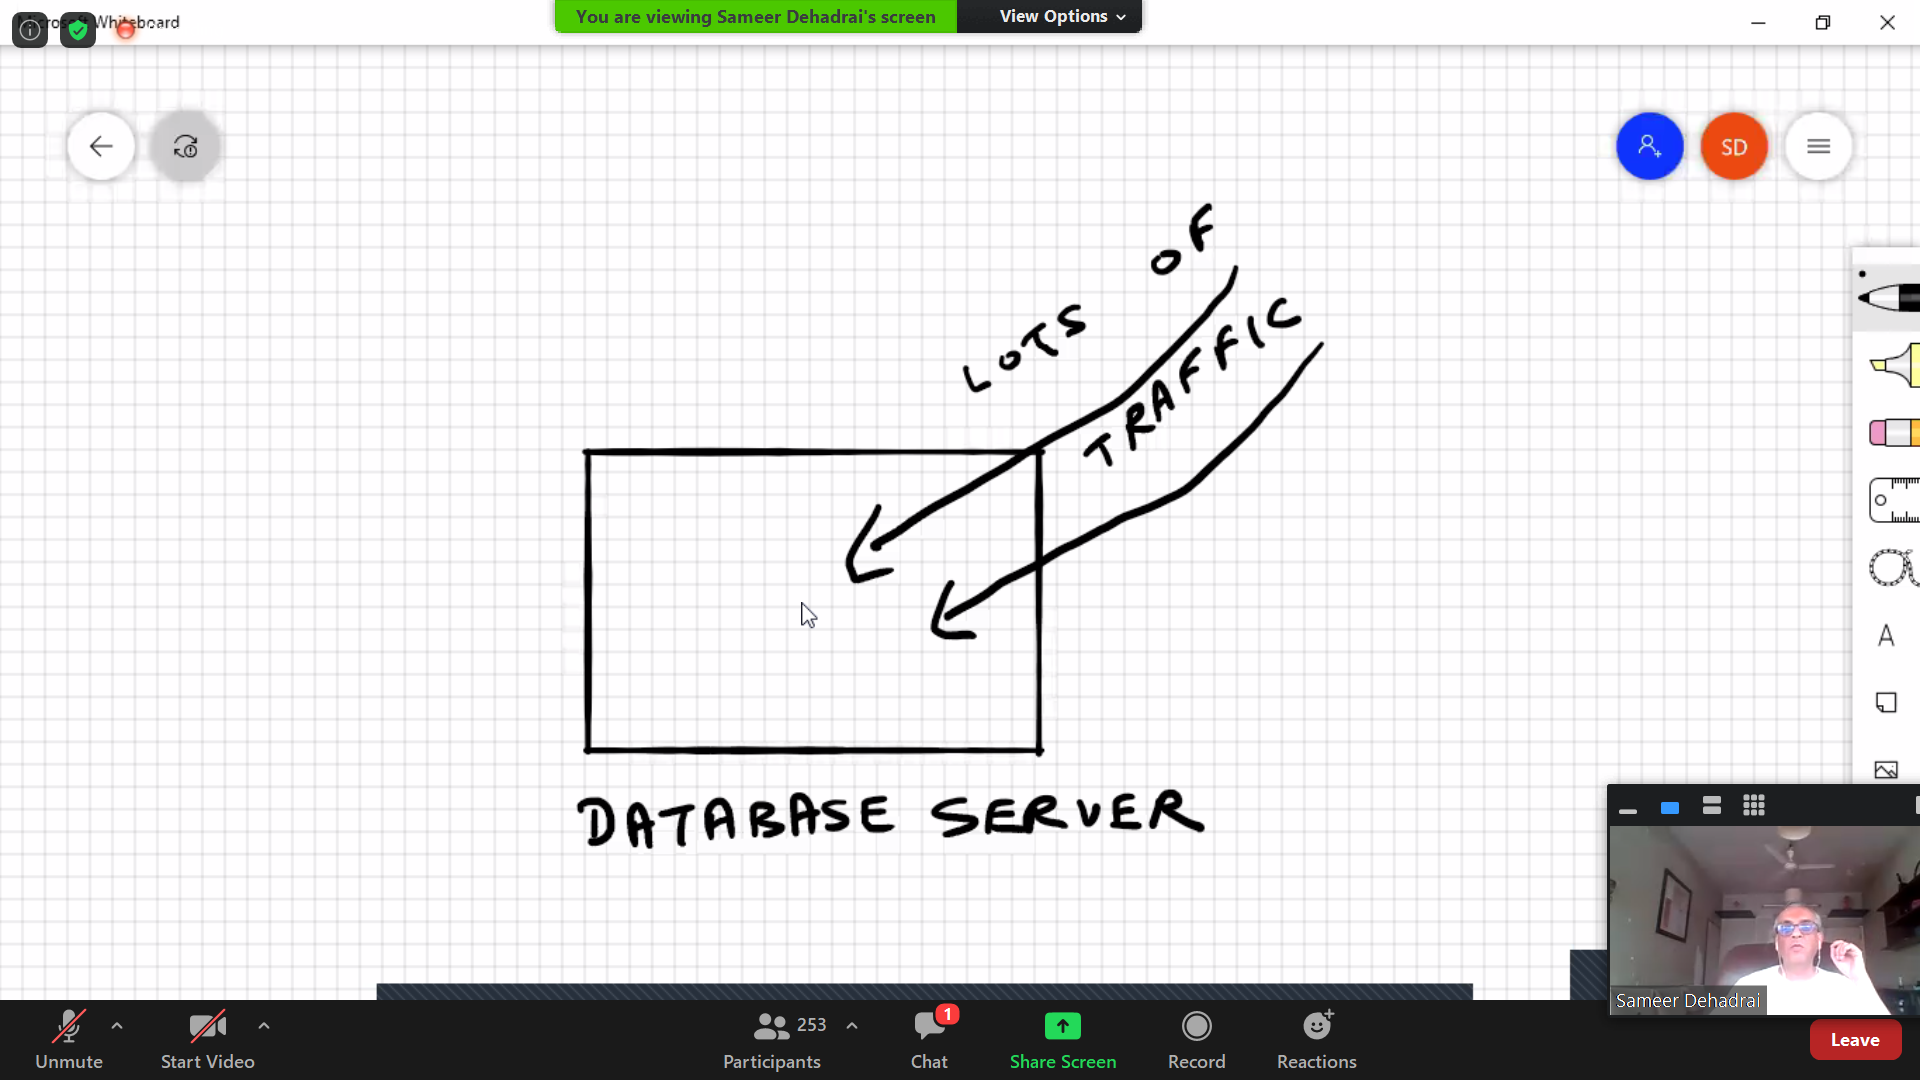 Microsoft Whiteboard
You are viewing Sameer Dehadrai's screen
View Options
SD
LOTS OF
TRAFFIC
DATABASE SERVER
A
Sameer Dehadrai
Unmute
Start Video
253
Participants
1
Chat
Share Screen
Record
Reactions
Leave